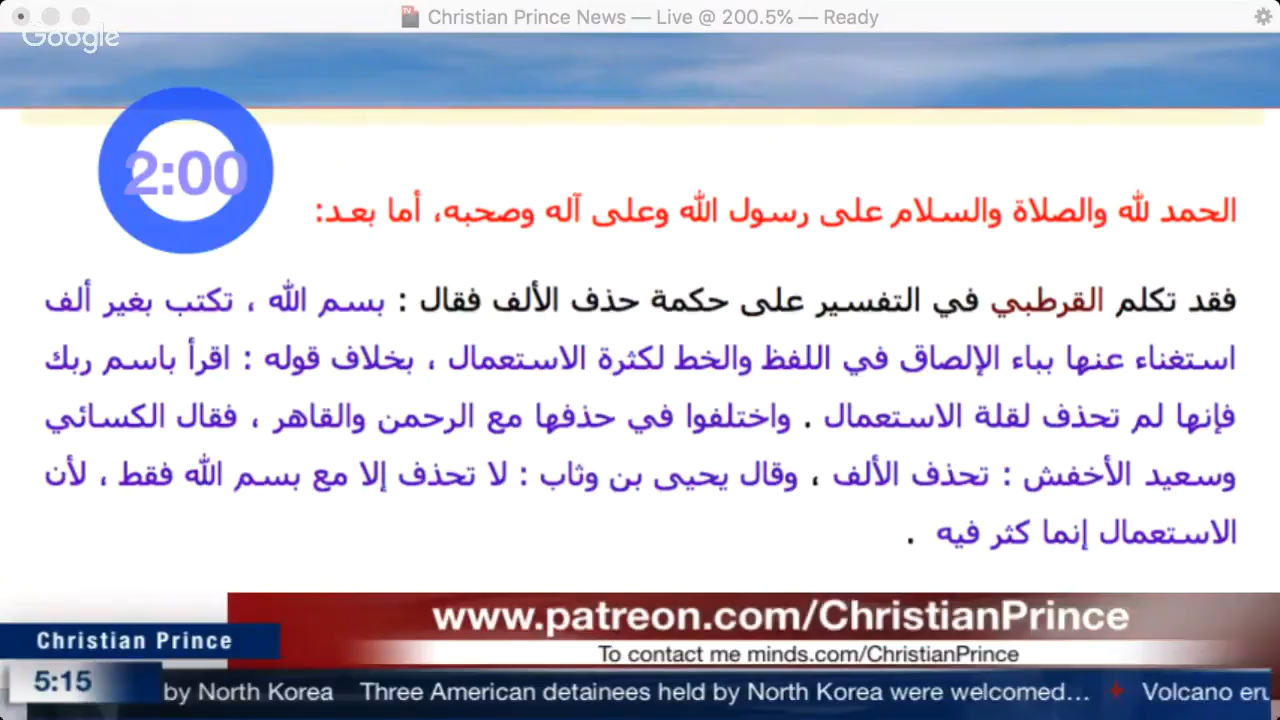 Christian Prince News — Live @ 200.5% — Ready
Google
2:00
الحمد لله والصلاة والسلام على رسول الله وعلى آله وصحبه، أما بعد:
فقد تكلم القرطبي في التفسير على حكمة حذف الألف فقال : بسم الله ، تكتب بغير ألف
استغناء عنها بباء الإلصاق في اللفظ والخط لكثرة الاستعمال ، بخلاف قوله : اقرأ باسم ربك
فإنها لم تحذف لقلة الاستعمال . واختلفوا في حذفها مع الرحمن والقاهر ، فقال الكسائي
وسعيد الأخفش : تحذف الألف ، وقال يحيى بن وثاب : لا تحذف إلا مع بسم الله فقط ، لأن
الاستعمال إنما كثر فيه .
www.patreon.com/ChristianPrince
To contact me minds.com/ChristianPrince
Christian Prince
5:15
by North Korea Three American detainees held by North Korea were welcomed... Volcano